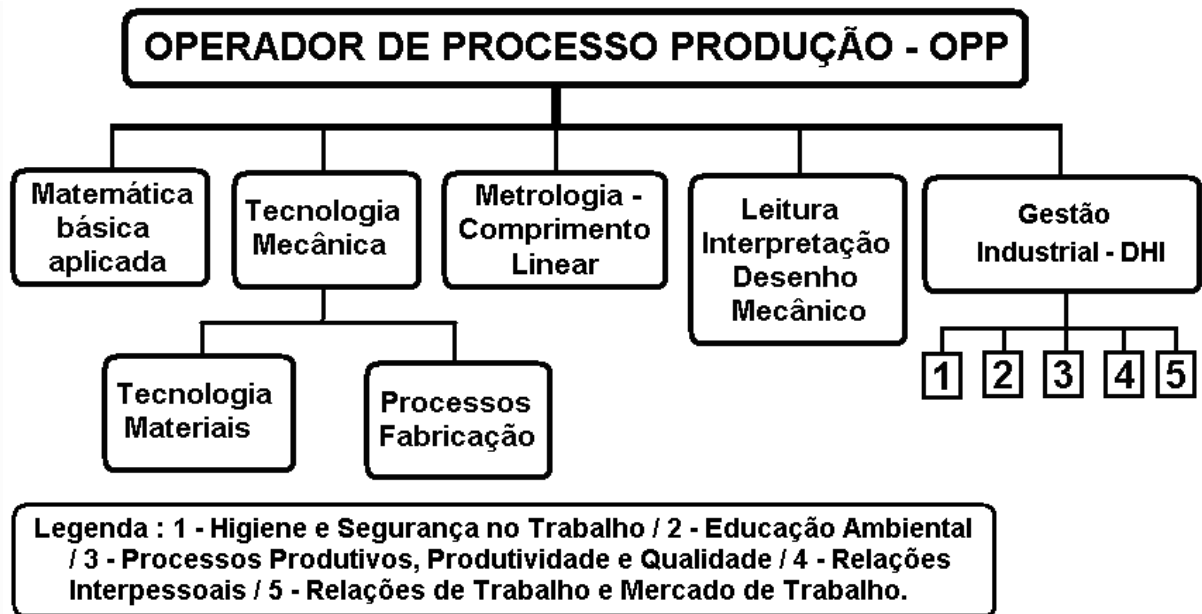 OPERADOR DE PROCESSO PRODUÇÃO - OPP
Matemática
básica
aplicada
Tecnologia
Mecânica
Metrologia -
Comprimento
Linear
Leitura
Interpretação
Desenho
Mecânico
Gestão
Industrial - DHI
Tecnologia
Materiais
Processos
Fabricação
1 2 3 4 5
Legenda : 1 - Higiene e Segurança no Trabalho / 2 - Educação Ambiental
/ 3 - Processos Produtivos, Produtividade e Qualidade / 4 - Relações
Interpessoais / 5 - Relações de Trabalho e Mercado de Trabalho.